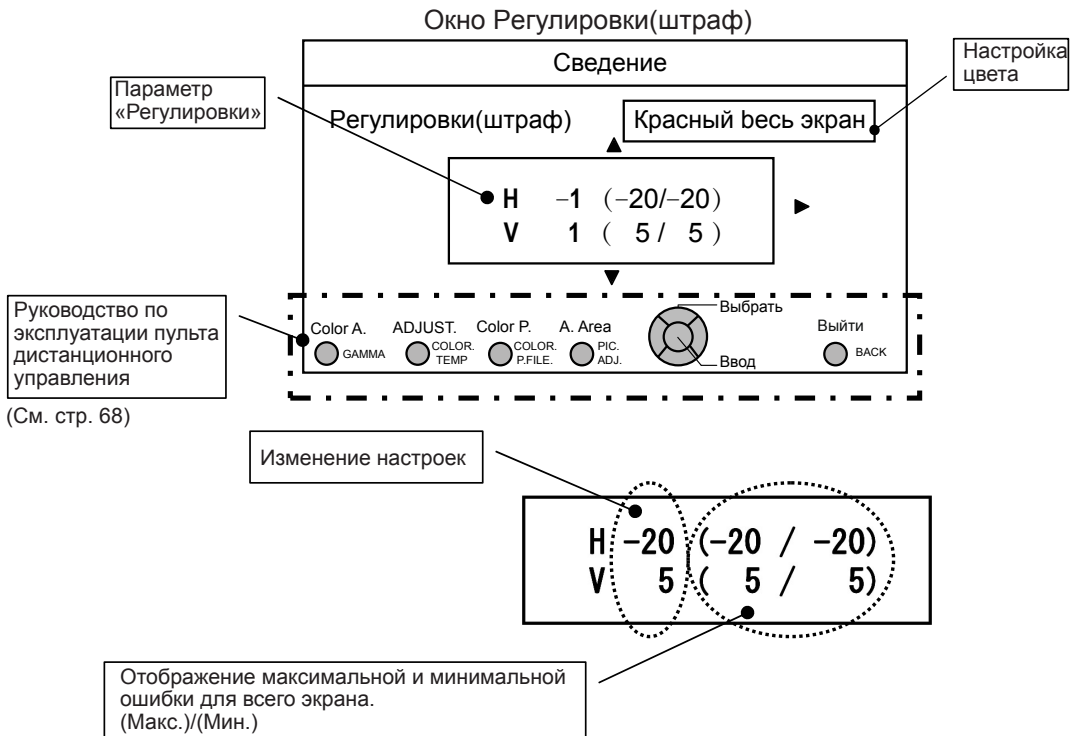 Окно Регулировки(штраф)
Сведение
Настройка
цвета
Параметр
«Регулировки»
Регулировки(штраф)
Красный bесь экран
▲
H −1 (−20/−20)
V 1 ( 5 / 5 )
►
▼
Руководство по
эксплуатации пульта
дистанционного
управления
(См. стр. 68)
Color A.
GAMMA
ADJUST.
COLOR.
TEMP
Color P.
COLOR.
P.FILE.
A. Area
PIC.
ADJ.
Выбрать
Ввод
Выйти
BACK
Изменение настроек
H −20 (−20 / −20)
V 5 ( 5 / 5)
Отображение максимальной и минимальной
ошибки для всего экрана.
(Макс.)/(Мин.)